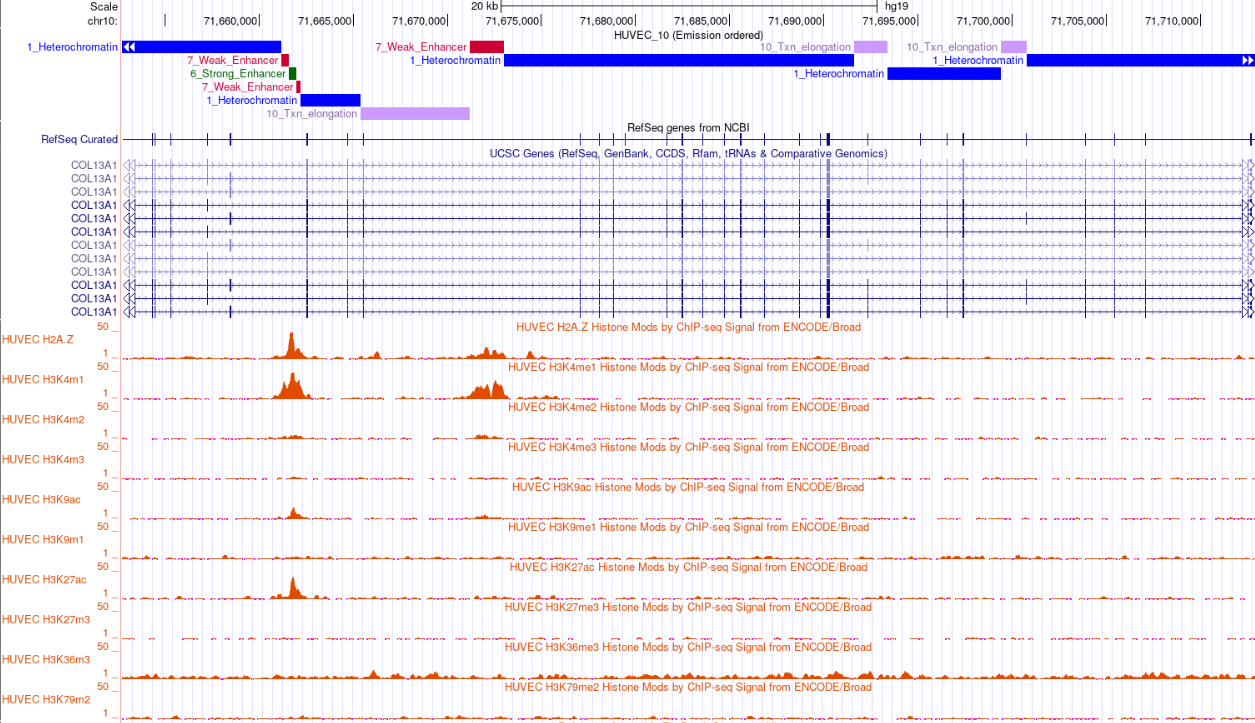 Scale 20 kb hg19
chr10: 71,660,000 71,665,000 71,670,000 71,675,000 71,680,000 71,685,000 71,690,000 71,695,000 71,700,000 71,705,000 71,710,000
HUVEC_10 (Emission ordered)
1_Heterochromatin 7_Weak_Enhancer 10_Txn_elongation 10_Txn_elongation
7_Weak_Enhancer 1_Heterochromatin 1_Heterochromatin
6_Strong_Enhancer 1_Heterochromatin
7_Weak_Enhancer
1_Heterochromatin
10_Txn_elongation
RefSeq genes from NCBI
RefSeq Curated
UCSC Genes (RefSeq, GenBank, CCDS, Rfam, tRNAs & Comparative Genomics)
COL13A1
COL13A1
COL13A1
COL13A1
COL13A1
COL13A1
COL13A1
COL13A1
COL13A1
COL13A1
COL13A1
COL13A1
50 HUVEC H2A.Z Histone Mods by ChIP-seq Signal from ENCODE/Broad
HUVEC H2A.Z
1
50 HUVEC H3K4me1 Histone Mods by ChIP-seq Signal from ENCODE/Broad
HUVEC H3K4m1
1
50 HUVEC H3K4me2 Histone Mods by ChIP-seq Signal from ENCODE/Broad
HUVEC H3K4m2
1
50 HUVEC H3K4me3 Histone Mods by ChIP-seq Signal from ENCODE/Broad
HUVEC H3K4m3
1
50 HUVEC H3K9ac Histone Mods by ChIP-seq Signal from ENCODE/Broad
HUVEC H3K9ac
1
50 HUVEC H3K9me1 Histone Mods by ChIP-seq Signal from ENCODE/Broad
HUVEC H3K9m1
1
50 HUVEC H3K27ac Histone Mods by ChIP-seq Signal from ENCODE/Broad
HUVEC H3K27ac
1
50 HUVEC H3K27me3 Histone Mods by ChIP-seq Signal from ENCODE/Broad
HUVEC H3K27m3
1
50 HUVEC H3K36me3 Histone Mods by ChIP-seq Signal from ENCODE/Broad
HUVEC H3K36m3
1
50 HUVEC H3K79me2 Histone Mods by ChIP-seq Signal from ENCODE/Broad
HUVEC H3K79m2
1